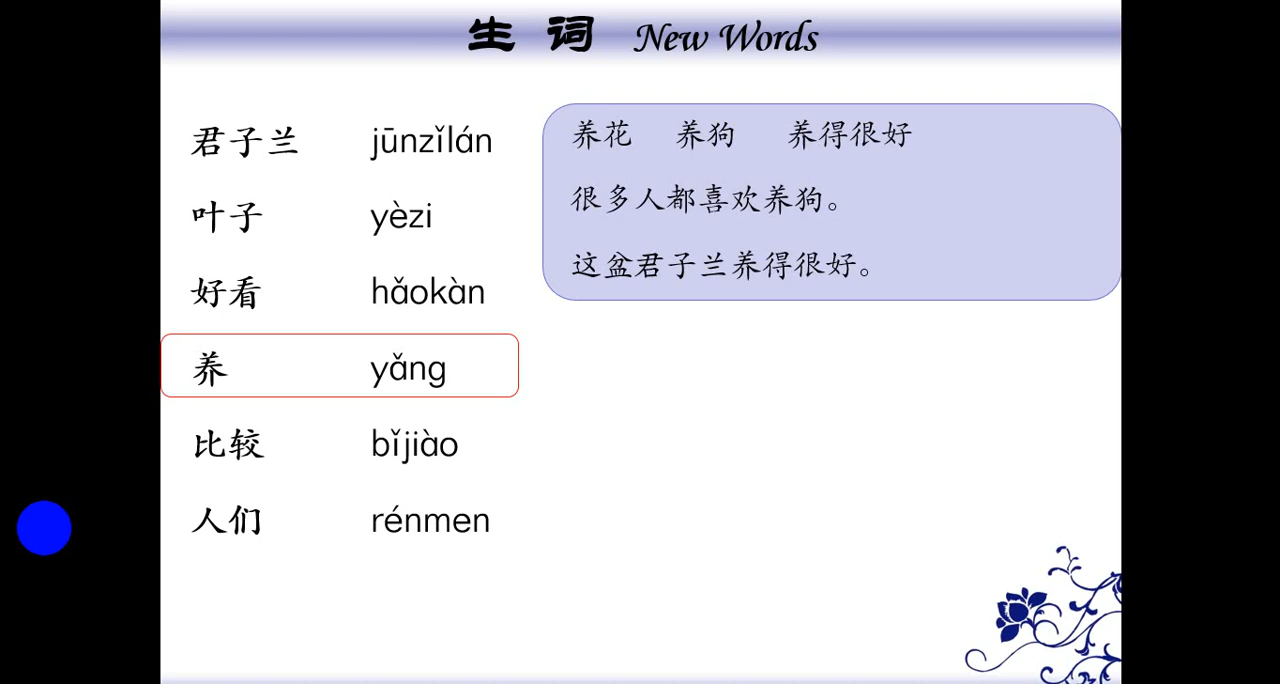 生 词 New Words
君子兰 jūnzǐlán
叶子 yèzi
好看 hǎokàn
养 yǎng
比较 bǐjiào
人们 rénmen
养花 养狗 养得很好
很多人都喜欢养狗。
这盆君子兰养得很好。